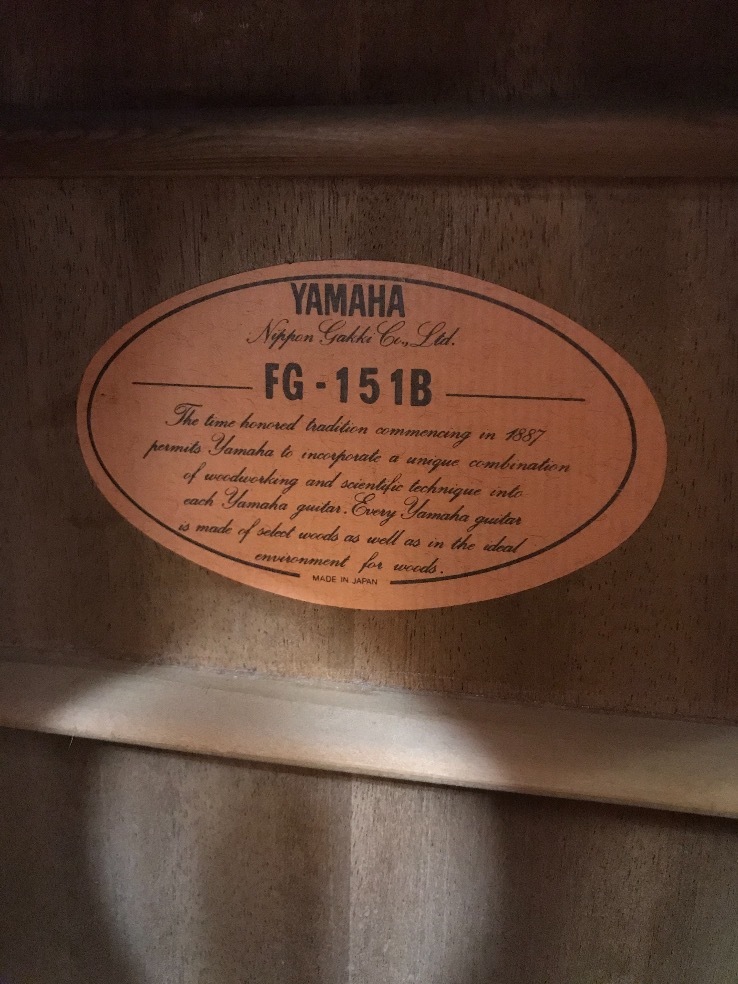 YAMAHA
Nippon Gakki Co., Ltd.
FG-151B
The time honored tradition commencing in 1887
permits Yamaha to incorporate a unique combination
of woodworking and scientific technique into
each Yamaha guitar. Every Yamaha guitar
is made of select woods as well as in the ideal
environment for woods.
MADE IN JAPAN